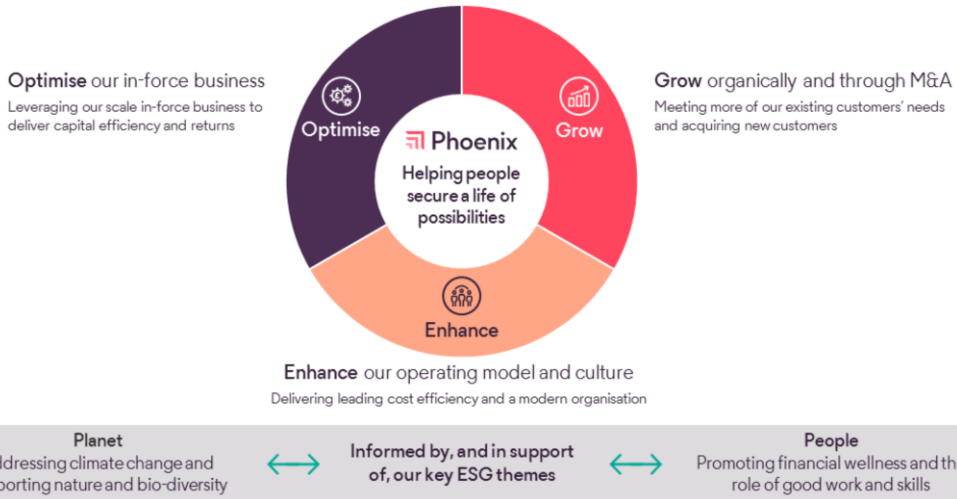 Optimise our in-force business
Leveraging our scale in-force business to
deliver capital efficiency and returns
Optimise
Grow
Grow organically and through M&A
Meeting more of our existing customers' needs
and acquiring new customers
Phoenix
Helping people
secure a life of
possibilities
Enhance
Enhance our operating model and culture
Delivering leading cost efficiency and a modern organisation
Planet
ddressing climate change and
porting nature and bio-diversity
Informed by, and in support
of, our key ESG themes
People
Promoting financial wellness and th
role of good work and skills